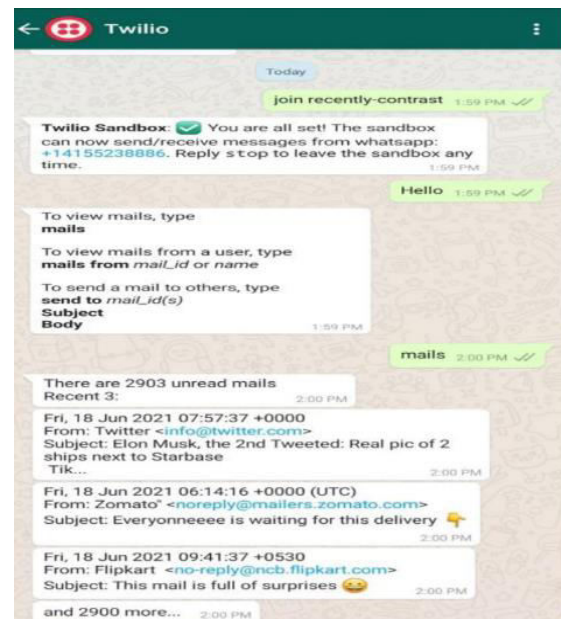 Twilio
Today
join recently-contrast 1:59 PM
Twilio Sandbox: ✅ You are all set! The sandbox
can now send/receive messages from whatsapp:
+14155238886. Reply stop to leave the sandbox any
time. 1:59 PM
Hello 1:59 PM
To view mails, type
mails
To view mails from a user, type
mails from mail_id or name
To send a mail to others, type
send to mail_id(s)
Subject
Body 1:59 PM
mails 2:00 PM
There are 2903 unread mails
Recent 3: 2:00 PM
Fri, 18 Jun 2021 07:57:37 +0000
From: Twitter <info@twitter.com>
Subject: Elon Musk, the 2nd Tweeted: Real pic of 2
ships next to Starbase
Tik... 2:00 PM
Fri, 18 Jun 2021 06:14:16 +0000 (UTC)
From: Zomato" <noreply@mailers.zomato.com>
Subject: Everyonneeee is waiting for this delivery 👇
2:00 PM
Fri, 18 Jun 2021 09:41:37 +0530
From: Flipkart <no-reply@ncb.flipkart.com>
Subject: This mail is full of surprises 😀 2:00 PM
and 2900 more... 2:00 PM